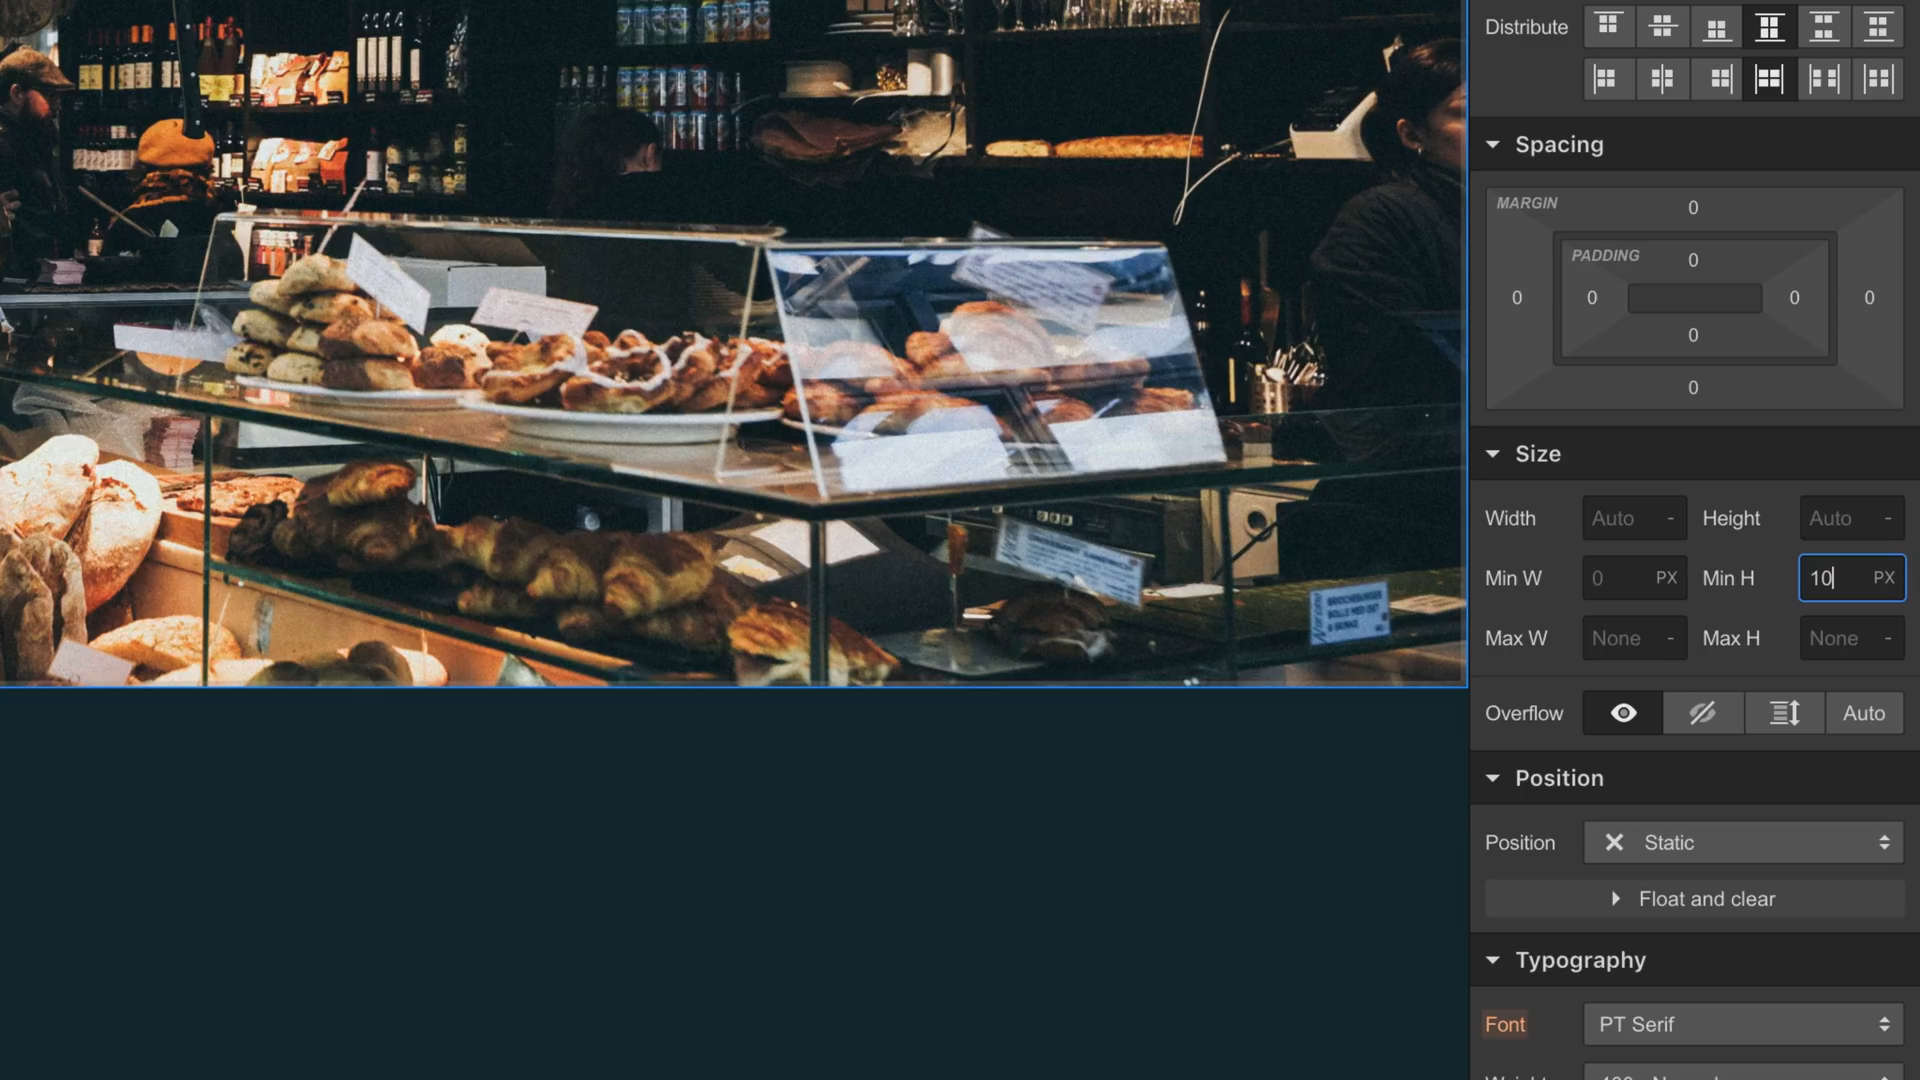 Distribute
Spacing
MARGIN
0
PADDING
0
0 0 0 0
0
0
Size
Width Auto - Height Auto -
Min W 0 PX Min H 10 PX
Max W None - Max H None -
Overflow Auto
Position
Position Static
Float and clear
Typography
Font PT Serif